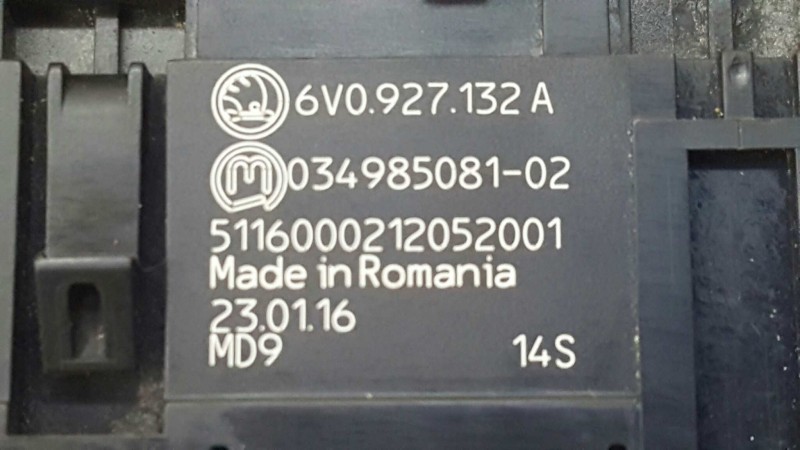 6V0.927.132 A
m 034985081-02
5116000212052001
Made in Romania
23.01.16
MD9 14S